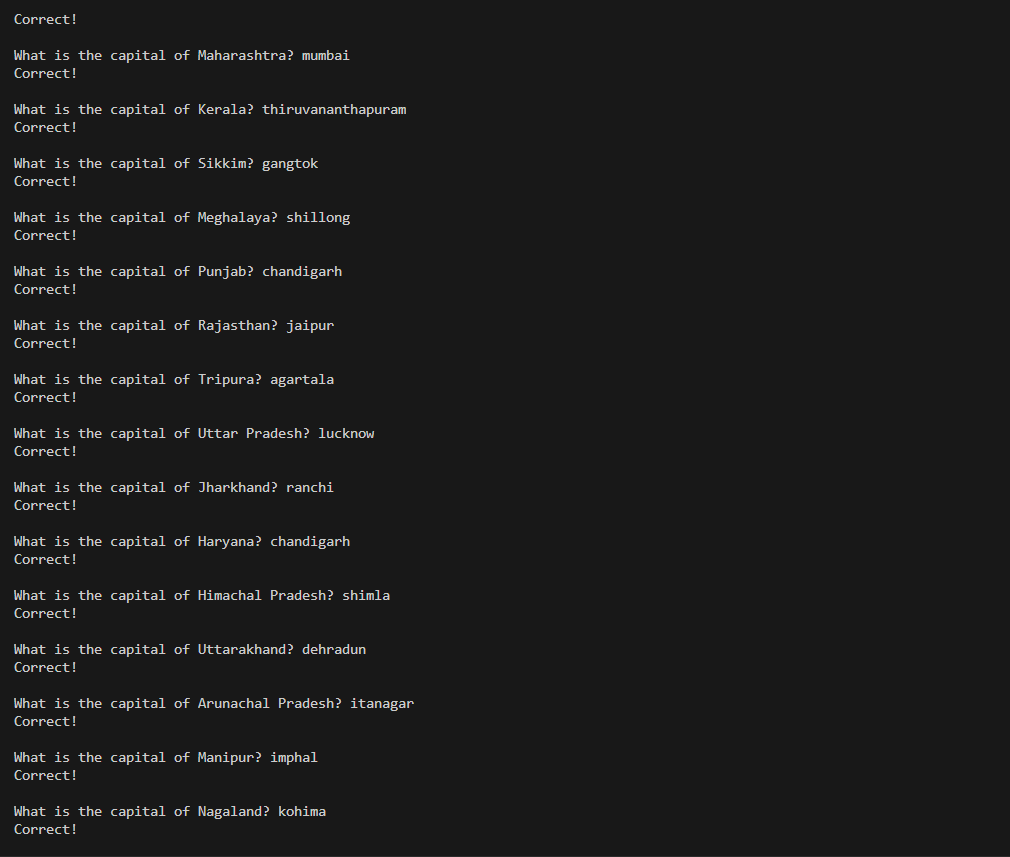 Correct!
What is the capital of Maharashtra? mumbai
Correct!
What is the capital of Kerala? thiruvananthapuram
Correct!
What is the capital of Sikkim? gangtok
Correct!
What is the capital of Meghalaya? shillong
Correct!
What is the capital of Punjab? chandigarh
Correct!
What is the capital of Rajasthan? jaipur
Correct!
What is the capital of Tripura? agartala
Correct!
What is the capital of Uttar Pradesh? lucknow
Correct!
What is the capital of Jharkhand? ranchi
Correct!
What is the capital of Haryana? chandigarh
Correct!
What is the capital of Himachal Pradesh? shimla
Correct!
What is the capital of Uttarakhand? dehradun
Correct!
What is the capital of Arunachal Pradesh? itanagar
Correct!
What is the capital of Manipur? imphal
Correct!
What is the capital of Nagaland? kohima
Correct!